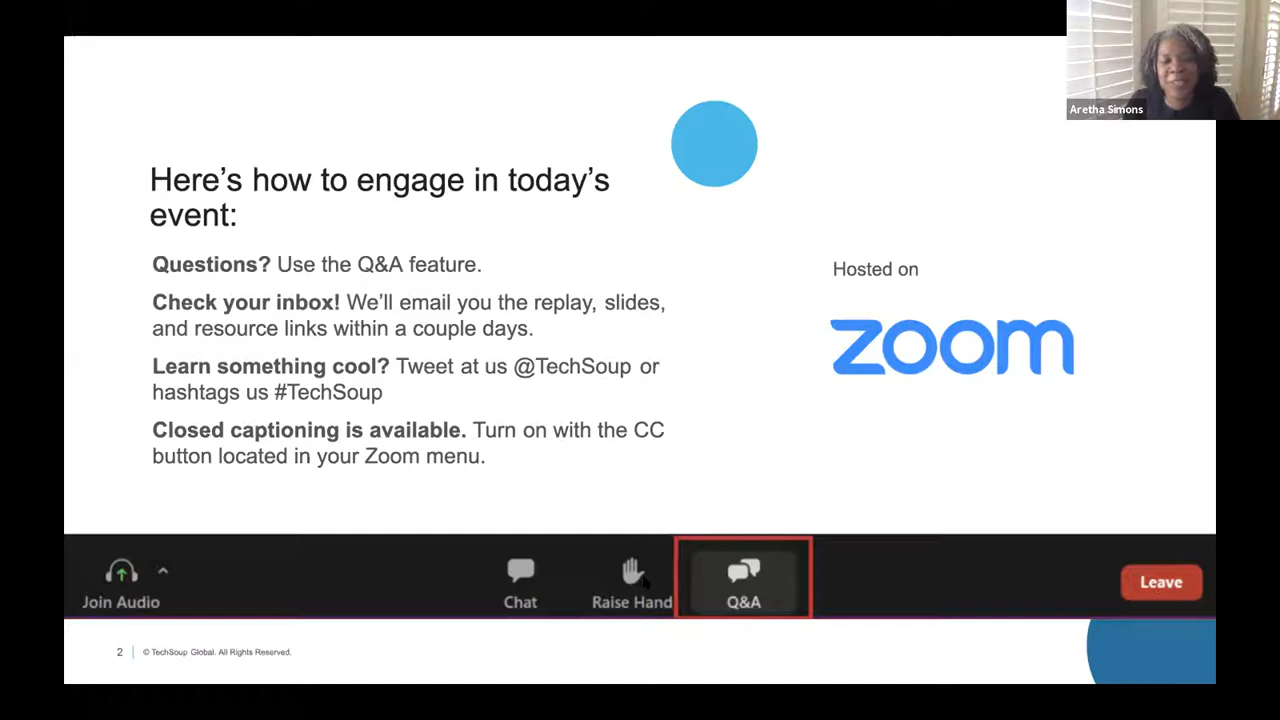 Aretha Simons
Here's how to engage in today's
event:
Questions? Use the Q&A feature.
Check your inbox! We'll email you the replay, slides,
and resource links within a couple days.
Learn something cool? Tweet at us @TechSoup or
hashtags us #TechSoup
Closed captioning is available. Turn on with the CC
button located in your Zoom menu.
Hosted on
zoom
Join Audio
Chat
Raise Hand
Q&A
Leave
2
© TechSoup Global. All Rights Reserved.